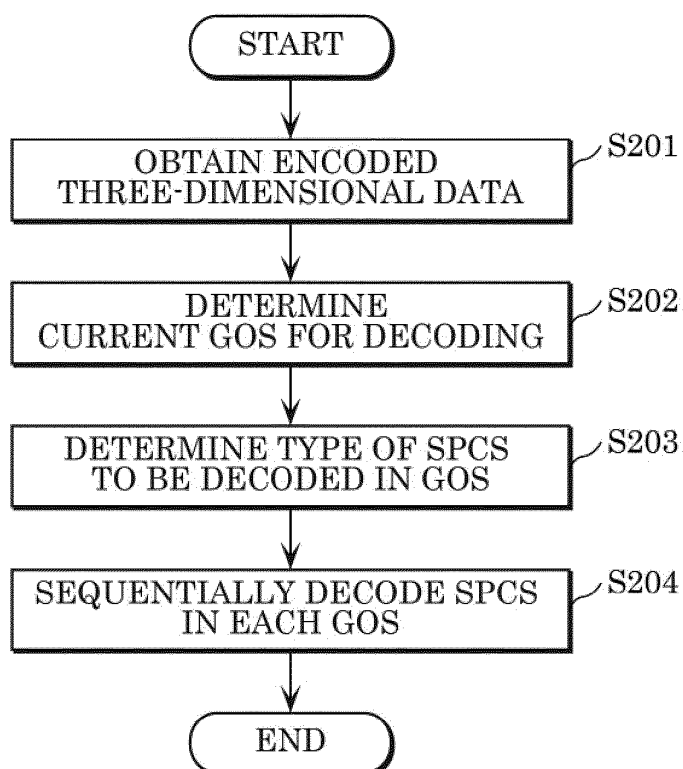 START
OBTAIN ENCODED
THREE-DIMENSIONAL DATA
S201
DETERMINE
CURRENT GOS FOR DECODING
S202
DETERMINE TYPE OF SPCS
TO BE DECODED IN GOS
S203
SEQUENTIALLY DECODE SPCS
IN EACH GOS
S204
END